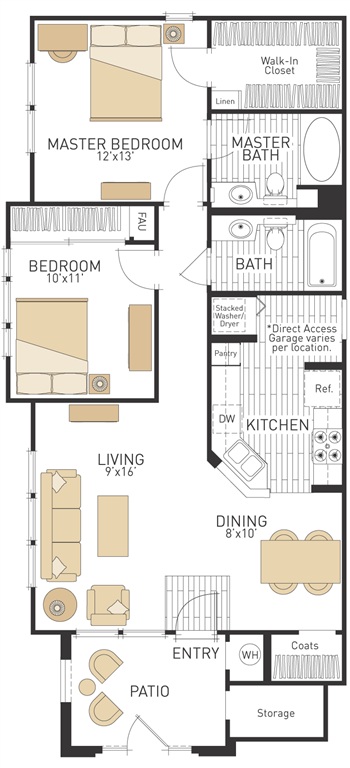 Walk-In
Closet
Linen
MASTER BEDROOM
12'x13'
MASTER
BATH
FAU
BEDROOM
10'x11'
BATH
Stacked
Washer/
Dryer
*Direct Access
Garage varies
per location.
Pantry
Ref.
DW
KITCHEN
LIVING
9'x16'
DINING
8'x10'
ENTRY
WH
Coats
PATIO
Storage